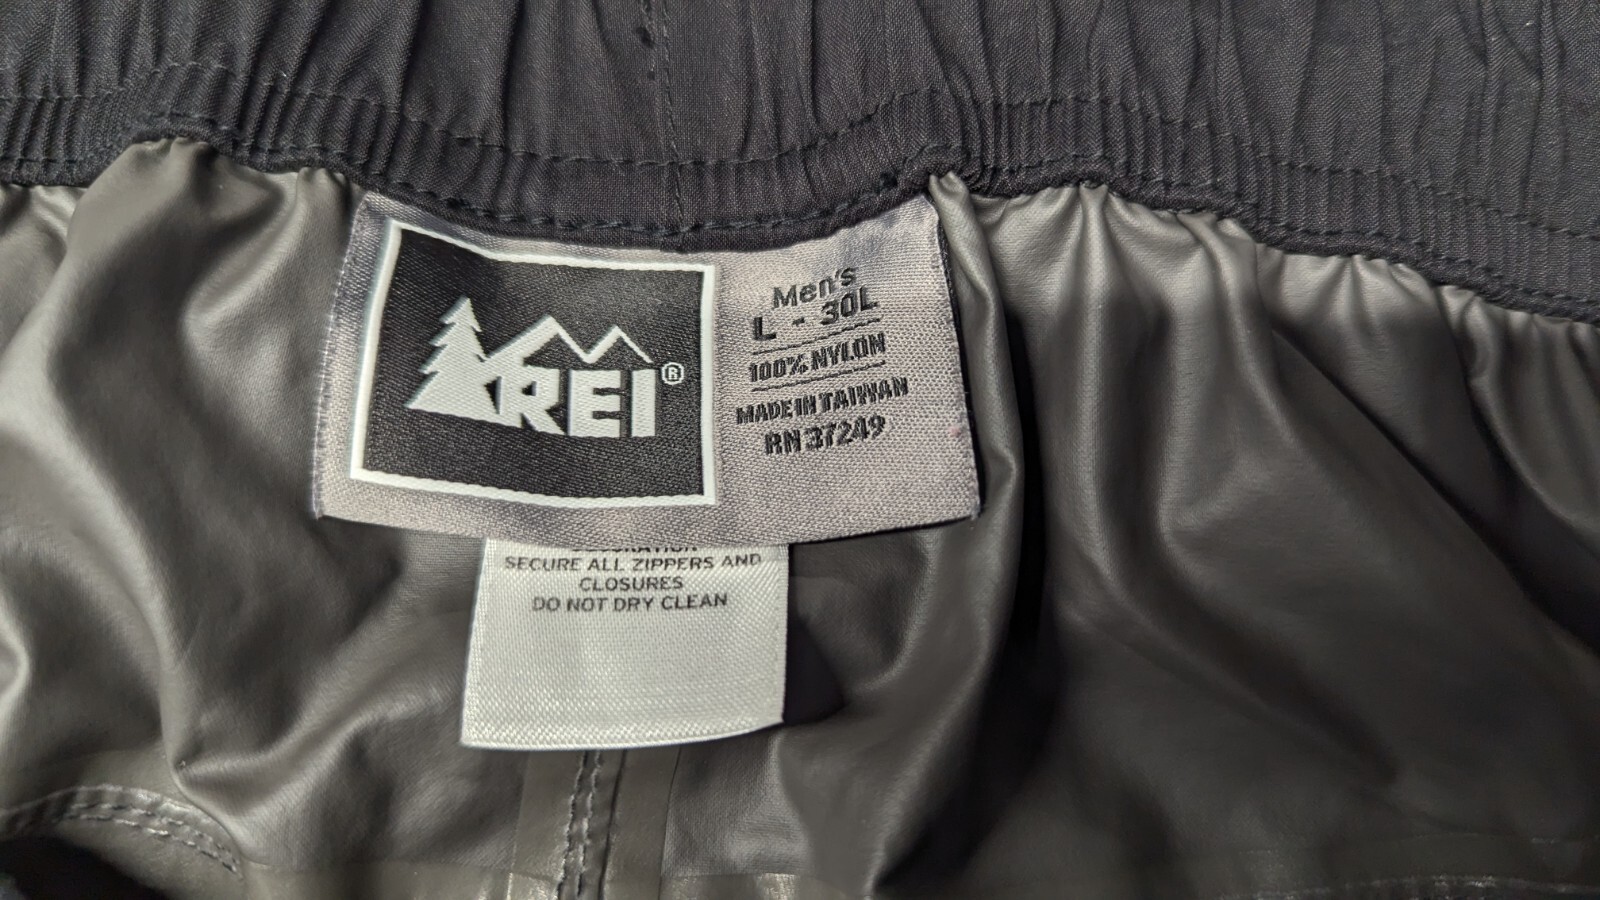 REI®
Men's
L - 30L
100% NYLON
MADE IN TAIWAN
RN 37249
SECURE ALL ZIPPERS AND
CLOSURES
DO NOT DRY CLEAN